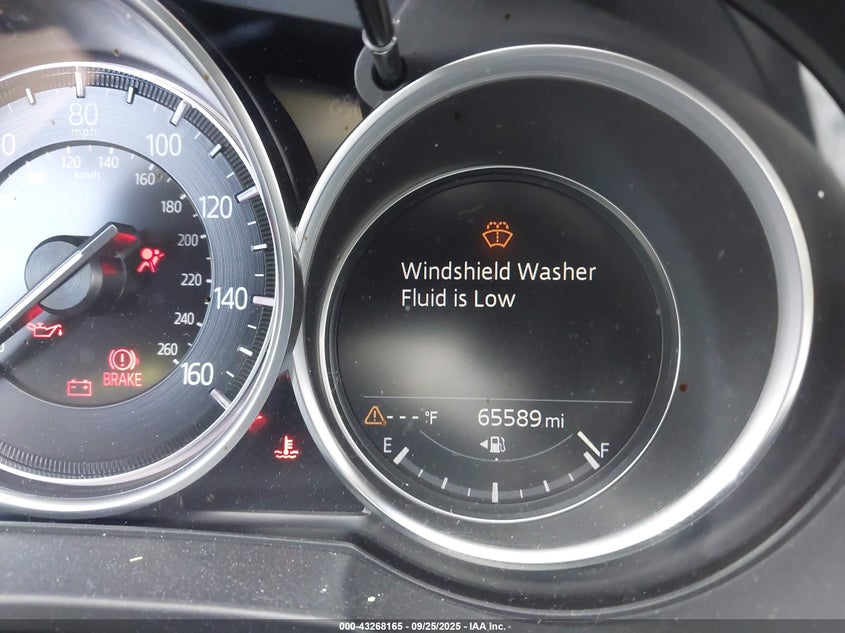 80
mph
100
120
140
160
100
120
140
km/h
160
180
200
220
240
260
BRAKE
Windshield Washer
Fluid is Low
--- °F
65589 mi
E
F
000-43268165 - 09/25/2025 - IAA Inc.